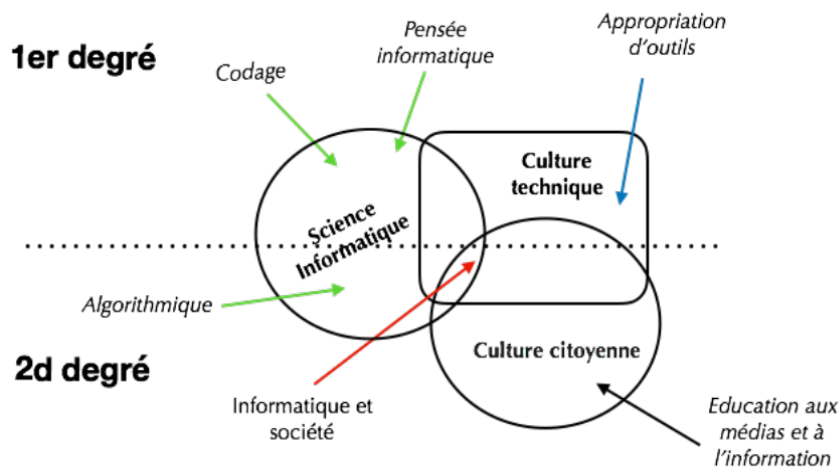 1er degré
Codage
Pensée
informatique
Appropriation
d'outils
Culture
technique
Science
Informatique
Algorithmique
2d degré
Culture citoyenne
Informatique et
société
Education aux
médias et à
l'information